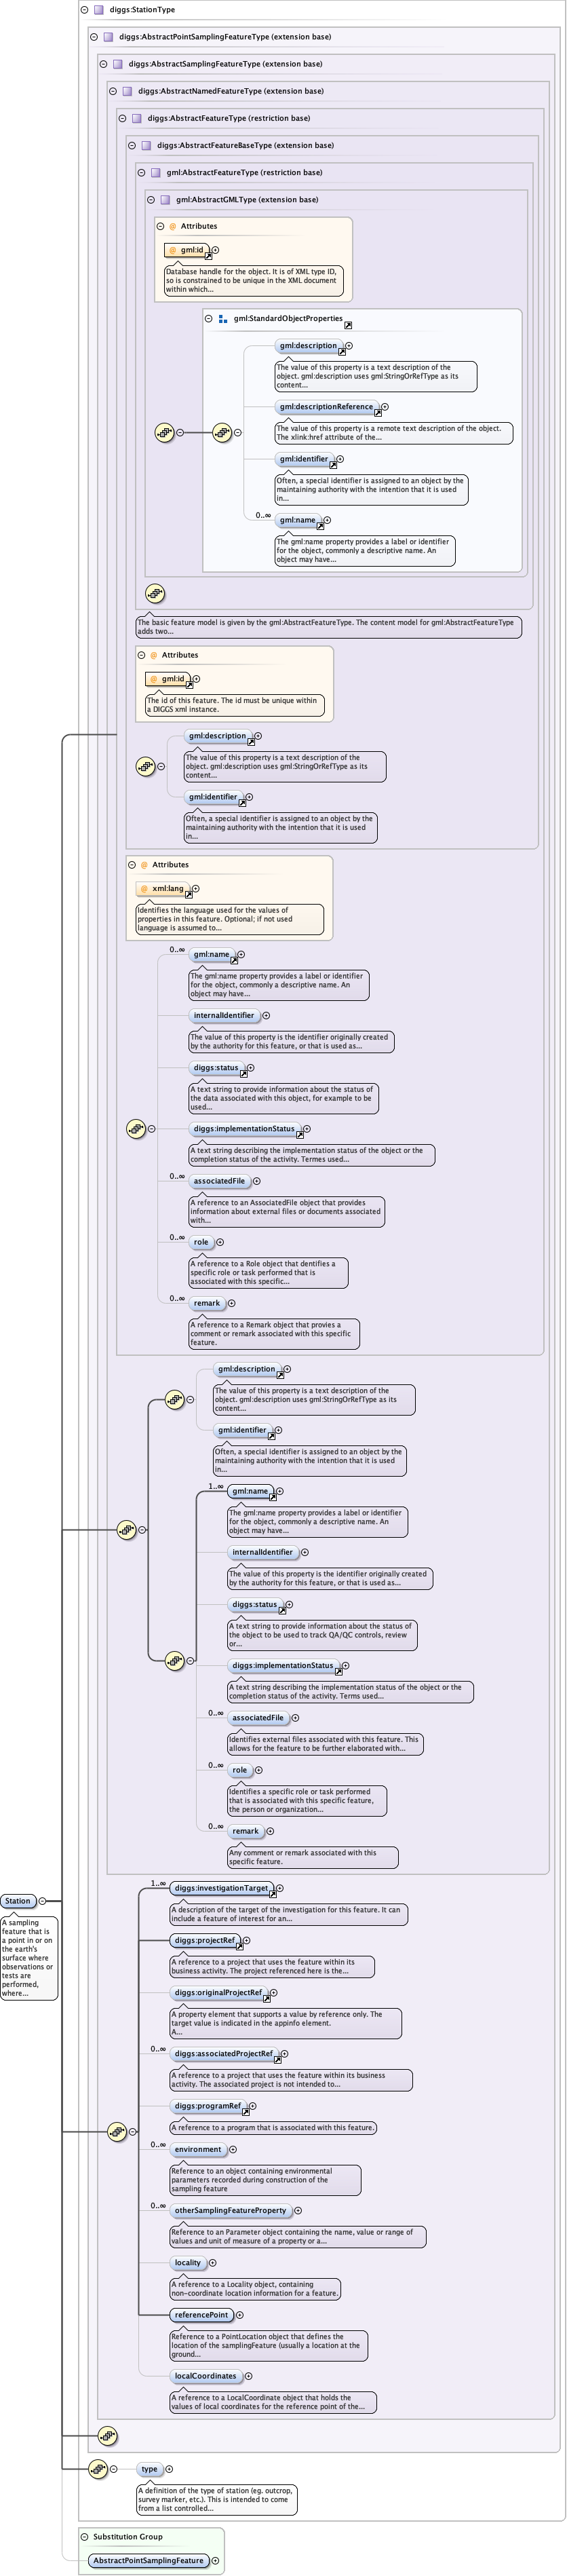 diggs:StationType
diggs:AbstractPointSamplingFeatureType (extension base)
diggs:AbstractSamplingFeatureType (extension base)
diggs:AbstractNamedFeatureType (extension base)
diggs:AbstractFeatureType (restriction base)
diggs:AbstractFeatureBaseType (extension base)
gml:AbstractFeatureType (restriction base)
gml:AbstractGMLType (extension base)
@ Attributes
@ gml:id
Database handle for the object. It is of XML type ID,
so is constrained to be unique in the XML document
within which...
gml:StandardObjectProperties
gml:description
The value of this property is a text description of the
object. gml:description uses gml:StringOrRefType as its
content...
gml:descriptionReference
The value of this property is a remote text description of the object.
The xlink:href attribute of the...
gml:identifier
Often, a special identifier is assigned to an object by the
maintaining authority with the intention that it is used
in...
0..∞
gml:name
The gml:name property provides a label or identifier
for the object, commonly a descriptive name. An
object may have...
The basic feature model is given by the gml:AbstractFeatureType. The content model for gml:AbstractFeatureType
adds two...
@ Attributes
@ gml:id
The id of this feature. The id must be unique within
a DIGGS xml instance.
gml:description
The value of this property is a text description of the
object. gml:description uses gml:StringOrRefType as its
content...
gml:identifier
Often, a special identifier is assigned to an object by the
maintaining authority with the intention that it is used
in...
@ Attributes
@ xml:lang
Identifies the language used for the values of
properties in this feature. Optional; if not used
language is assumed to...
0..∞
gml:name
The gml:name property provides a label or identifier
for the object, commonly a descriptive name. An
object may have...
internalIdentifier
The value of this property is the identifier originally created
by the authority for this feature, or that is used as...
diggs:status
A text string to provide information about the status of
the data associated with this object, for example to be
used...
diggs:implementationStatus
A text string describing the implementation status of the object or the
completion status of the activity. Termes used...
0..∞
associatedFile
A reference to an AssociatedFile object that provides
information about external files or documents associated
with...
0..∞
role
A reference to a Role object that dentifies a
specific role or task performed that is
associated with this specific...
0..∞
remark
A reference to a Remark object that provies a
comment or remark associated with this specific
feature.
gml:description
The value of this property is a text description of the
object. gml:description uses gml:StringOrRefType as its
content...
gml:identifier
Often, a special identifier is assigned to an object by the
maintaining authority with the intention that it is used
in...
1..∞
gml:name
The gml:name property provides a label or identifier
for the object, commonly a descriptive name. An
object may have...
internalIdentifier
The value of this property is the identifier originally created
by the authority for this feature, or that is used as...
diggs:status
A text string to provide information about the status of
the object to be used to track QA/QC controls, review
or...
diggs:implementationStatus
A text string describing the implementation status of the object or the
completion status of the activity. Terms used...
0..∞
associatedFile
Identifies external files associated with this feature. This
allows for the feature to be further elaborated with...
0..∞
role
Identifies a specific role or task performed
that is associated with this specific feature,
the person or organization...
0..∞
remark
Any comment or remark associated with this
specific feature.
Station
A sampling
feature that is
a point in or on
the earth's
surface where
observations or
tests are
performed,
where...
1..∞
diggs:investigationTarget
A description of the target of the investigation for this feature. It can
include a feature of interest for an...
diggs:projectRef
A reference to a project that uses the feature within its
business activity. The project referenced here is the...
diggs:originalProjectRef
A property element that supports a value by reference only. The
target value is indicated in the appinfo element.
A...
0..∞
diggs:associatedProjectRef
A reference to a project that uses the feature within its business
activity. The associated project is not intended to...
diggs:programRef
A reference to a program that is associated with this feature.
0..∞
environment
Reference to an object containing environmental
parameters recorded during construction of the
sampling feature
0..∞
otherSamplingFeatureProperty
Reference to an Parameter object containing the name, value or range of
values and unit of measure of a property or a...
locality
A reference to a Locality object, containing
non-coordinate location information for a feature.
referencePoint
Reference to a PointLocation object that defines the
location of the samplingFeature (usually a location at the
ground...
localCoordinates
A reference to a LocalCoordinate object that holds the
values of local coordinates for the reference point of the...
type
A definition of the type of station (eg. outcrop,
survey marker, etc.). This is intended to come
from a list controlled...
Substitution Group
AbstractPointSamplingFeature